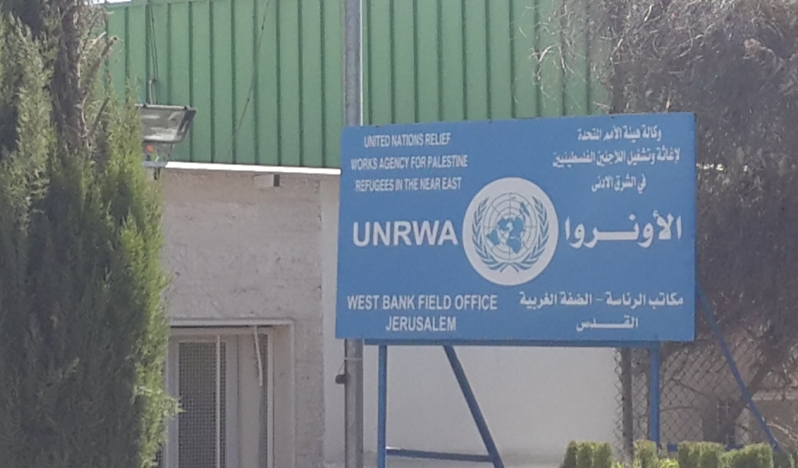 UNITED NATIONS RELIEF
WORKS AGENCY FOR PALESTINE
REFUGEES IN THE NEAR EAST
UNRWA
WEST BANK FIELD OFFICE
JERUSALEM
وكالة هيئة الأمم المتحدة
لإغاثة وتشغيل اللاجئين الفلسطينيين
في الشرق الادنى
الأونروا
مكاتب الرئاسة - الضفة الغربية
القدس